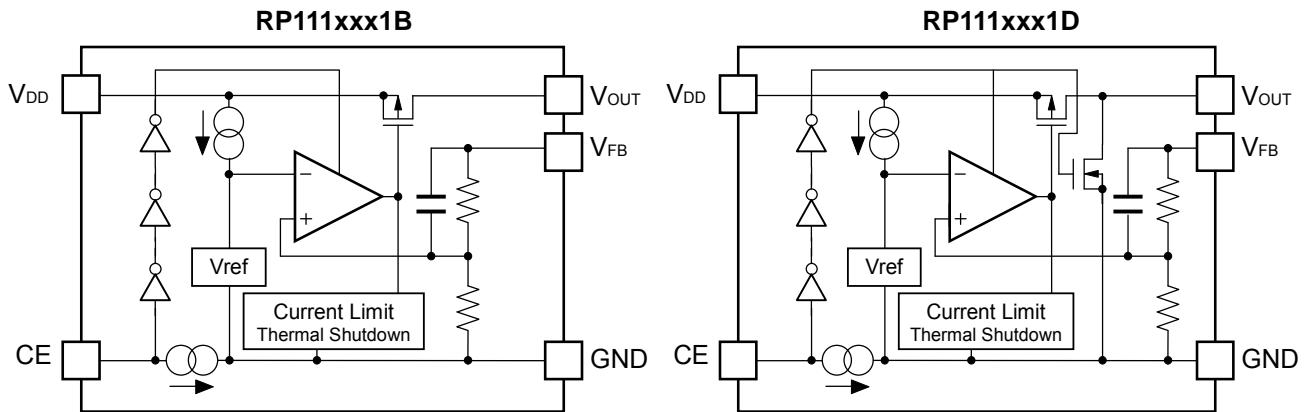 RP111xxx1B
VDD
VOUT
VFB
−
+
Vref
Current Limit
Thermal Shutdown
CE
GND
RP111xxx1D
VDD
VOUT
VFB
−
+
Vref
Current Limit
Thermal Shutdown
CE
GND